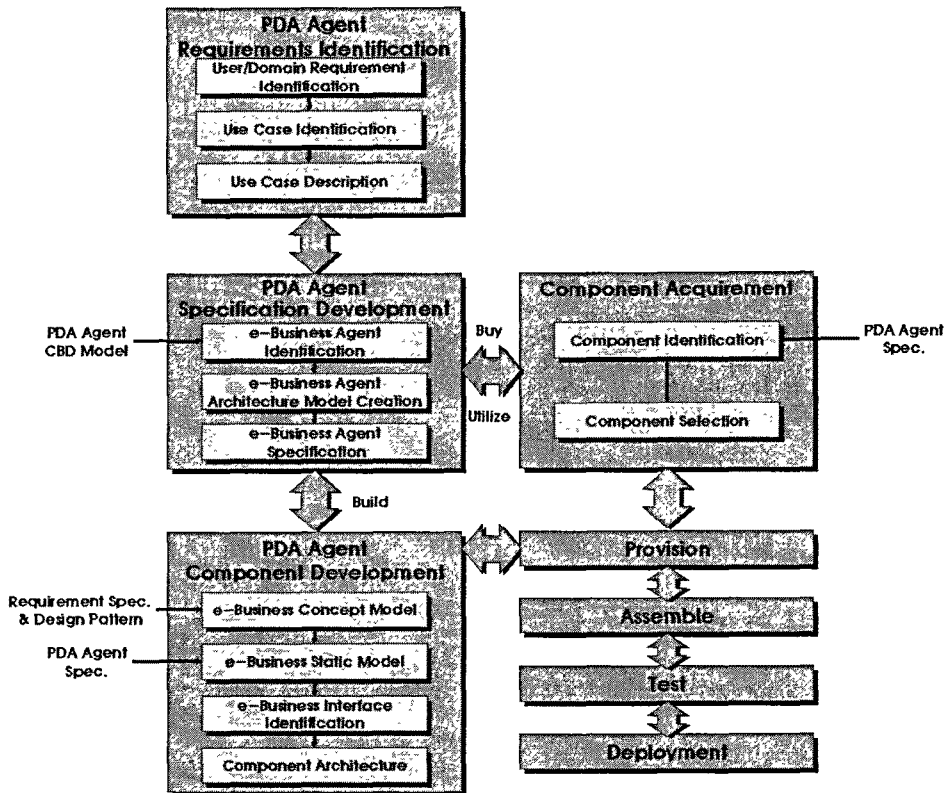 PDA Agent
Requirements Identification
User/Domain Requirement
Identification
Use Case Identification
Use Case Description
PDA Agent
Specification Development
PDA Agent
CBD Model
e-Business Agent
Identification
e-Business Agent
Architecture Model Creation
e-Business Agent
Specification
Buy
Utilize
Component Acquirement
Component Identification
PDA Agent
Spec.
Component Selection
Build
PDA Agent
Component Development
Requirement Spec.
& Design Pattern
e-Business Concept Model
PDA Agent
Spec.
e-Business Static Model
e-Business Interface
Identification
Component Architecture
Provision
Assemble
Test
Deployment